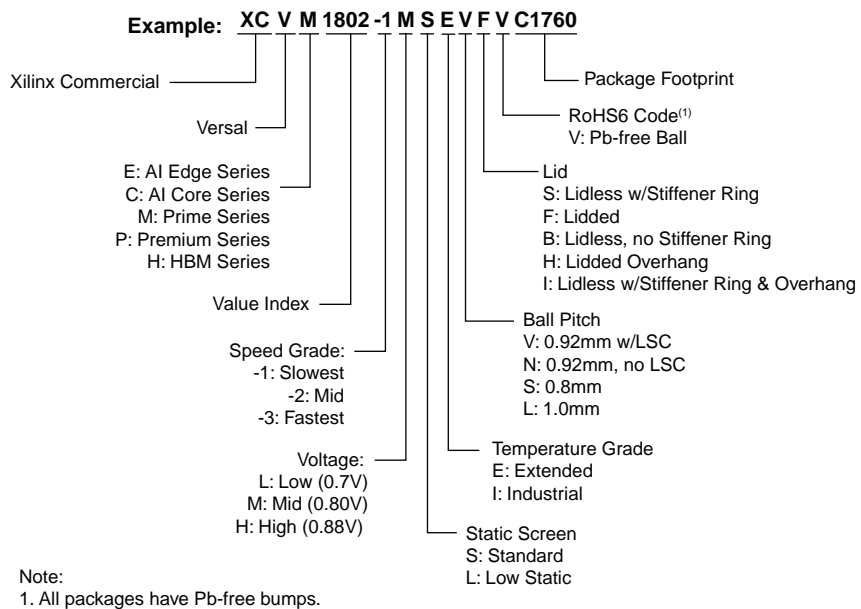 Example: XC V M 1802 -1 M S E V F V C1760
Xilinx Commercial
Versal
E: AI Edge Series
C: AI Core Series
M: Prime Series
P: Premium Series
H: HBM Series
Value Index
Speed Grade:
-1: Slowest
-2: Mid
-3: Fastest
Voltage:
L: Low (0.7V)
M: Mid (0.80V)
H: High (0.88V)
Package Footprint
RoHS6 Code(1)
V: Pb-free Ball
Lid
S: Lidless w/Stiffener Ring
F: Lidded
B: Lidless, no Stiffener Ring
H: Lidded Overhang
I: Lidless w/Stiffener Ring & Overhang
Ball Pitch
V: 0.92mm w/LSC
N: 0.92mm, no LSC
S: 0.8mm
L: 1.0mm
Temperature Grade
E: Extended
I: Industrial
Static Screen
S: Standard
L: Low Static
Note:
1. All packages have Pb-free bumps.